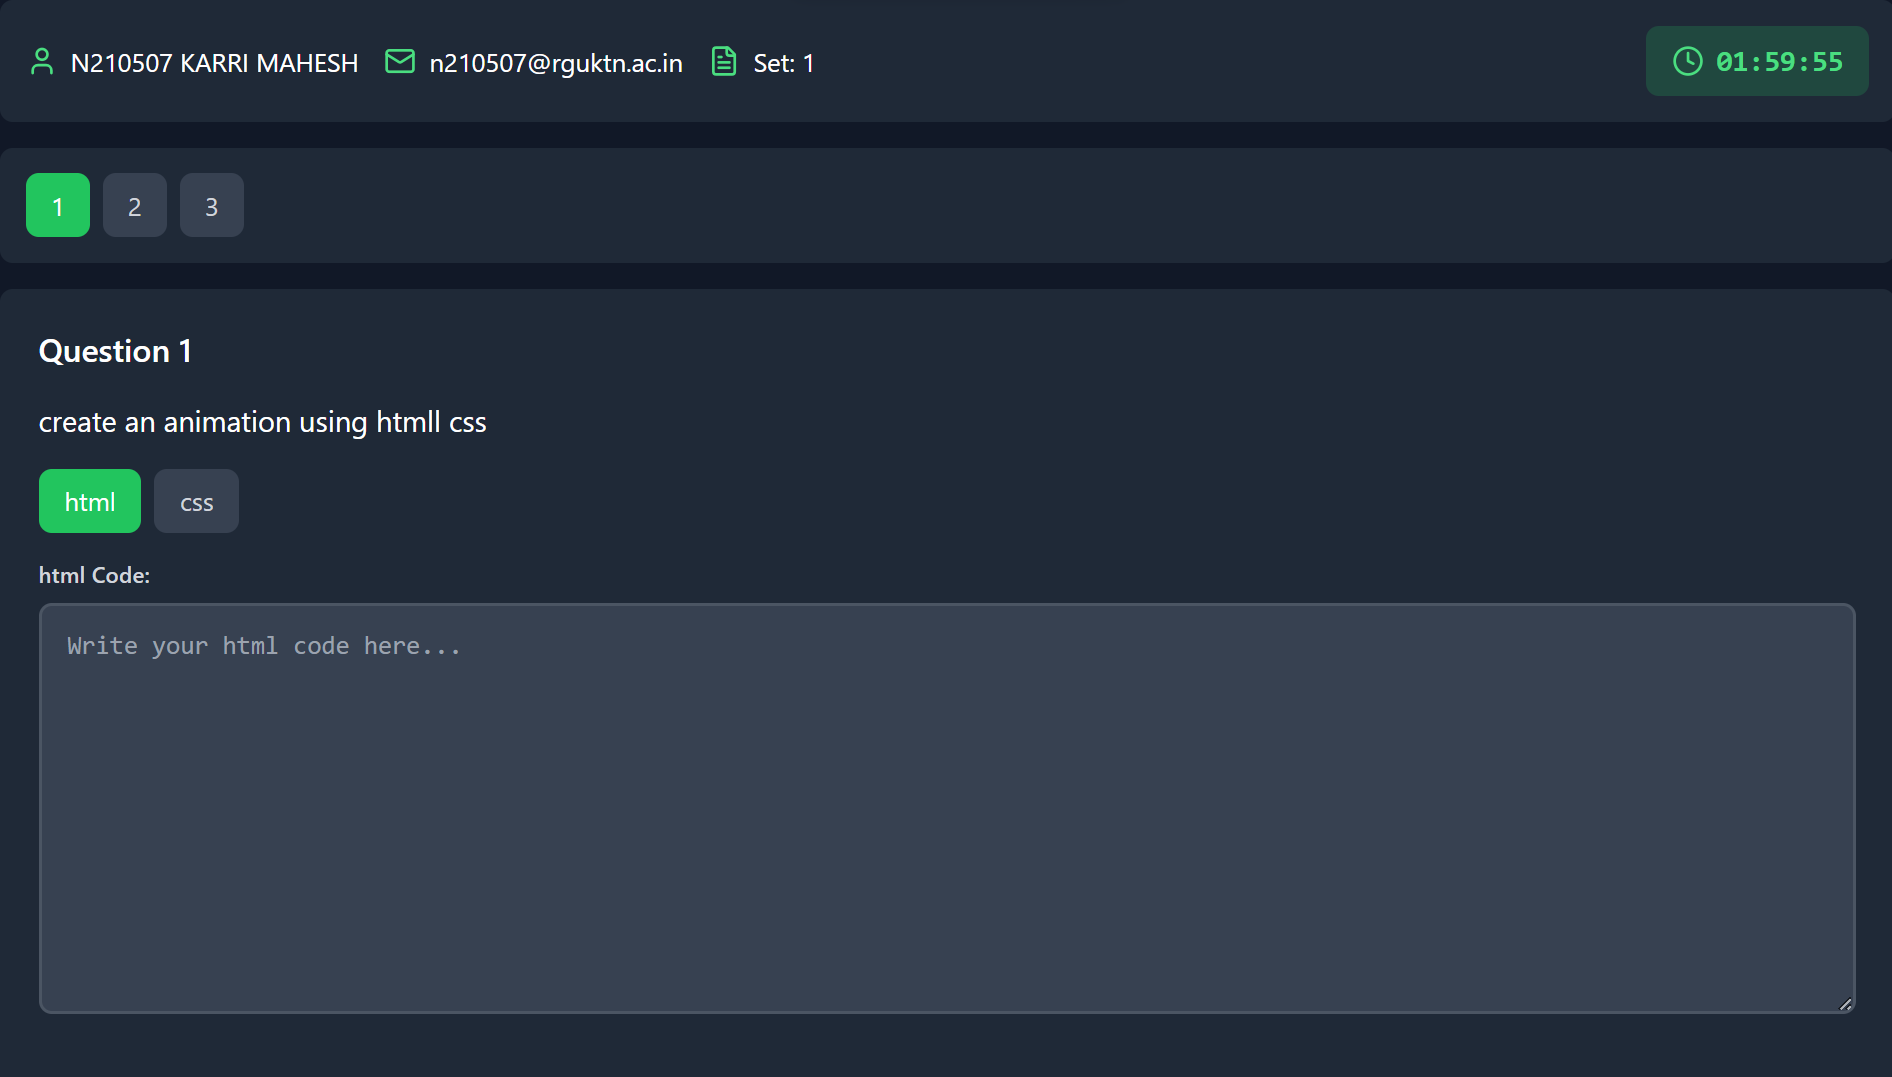 N210507 KARRI MAHESH n210507@rguktn.ac.in Set: 1 01:59:55
1 2 3
Question 1
create an animation using htmll css
html css
html Code:
Write your html code here...